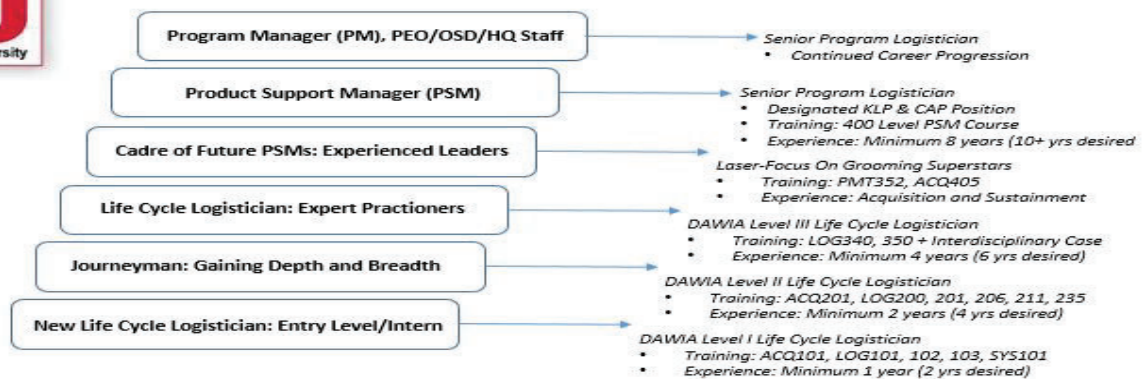 rsity
Program Manager (PM), PEO/OSD/HQ Staff
Senior Program Logistician
• Continued Career Progression
Product Support Manager (PSM)
Senior Program Logistician
• Designated KLP & CAP Position
• Training: 400 Level PSM Course
• Experience: Minimum 8 years (10+ yrs desired
Cadre of Future PSMs: Experienced Leaders
Laser-Focus On Grooming Superstars
• Training: PMT352, ACQ405
• Experience: Acquisition and Sustainment
Life Cycle Logistician: Expert Practioners
DAWIA Level III Life Cycle Logistician
• Training: LOG340, 350 + Interdisciplinary Case
• Experience: Minimum 4 years (6 yrs desired)
Journeyman: Gaining Depth and Breadth
DAWIA Level II Life Cycle Logistician
• Training: ACQ201, LOG200, 201, 206, 211, 235
• Experience: Minimum 2 years (4 yrs desired)
New Life Cycle Logistician: Entry Level/Intern
DAWIA Level I Life Cycle Logistician
• Training: ACQ101, LOG101, 102, 103, SYS101
• Experience: Minimum 1 year (2 yrs desired)